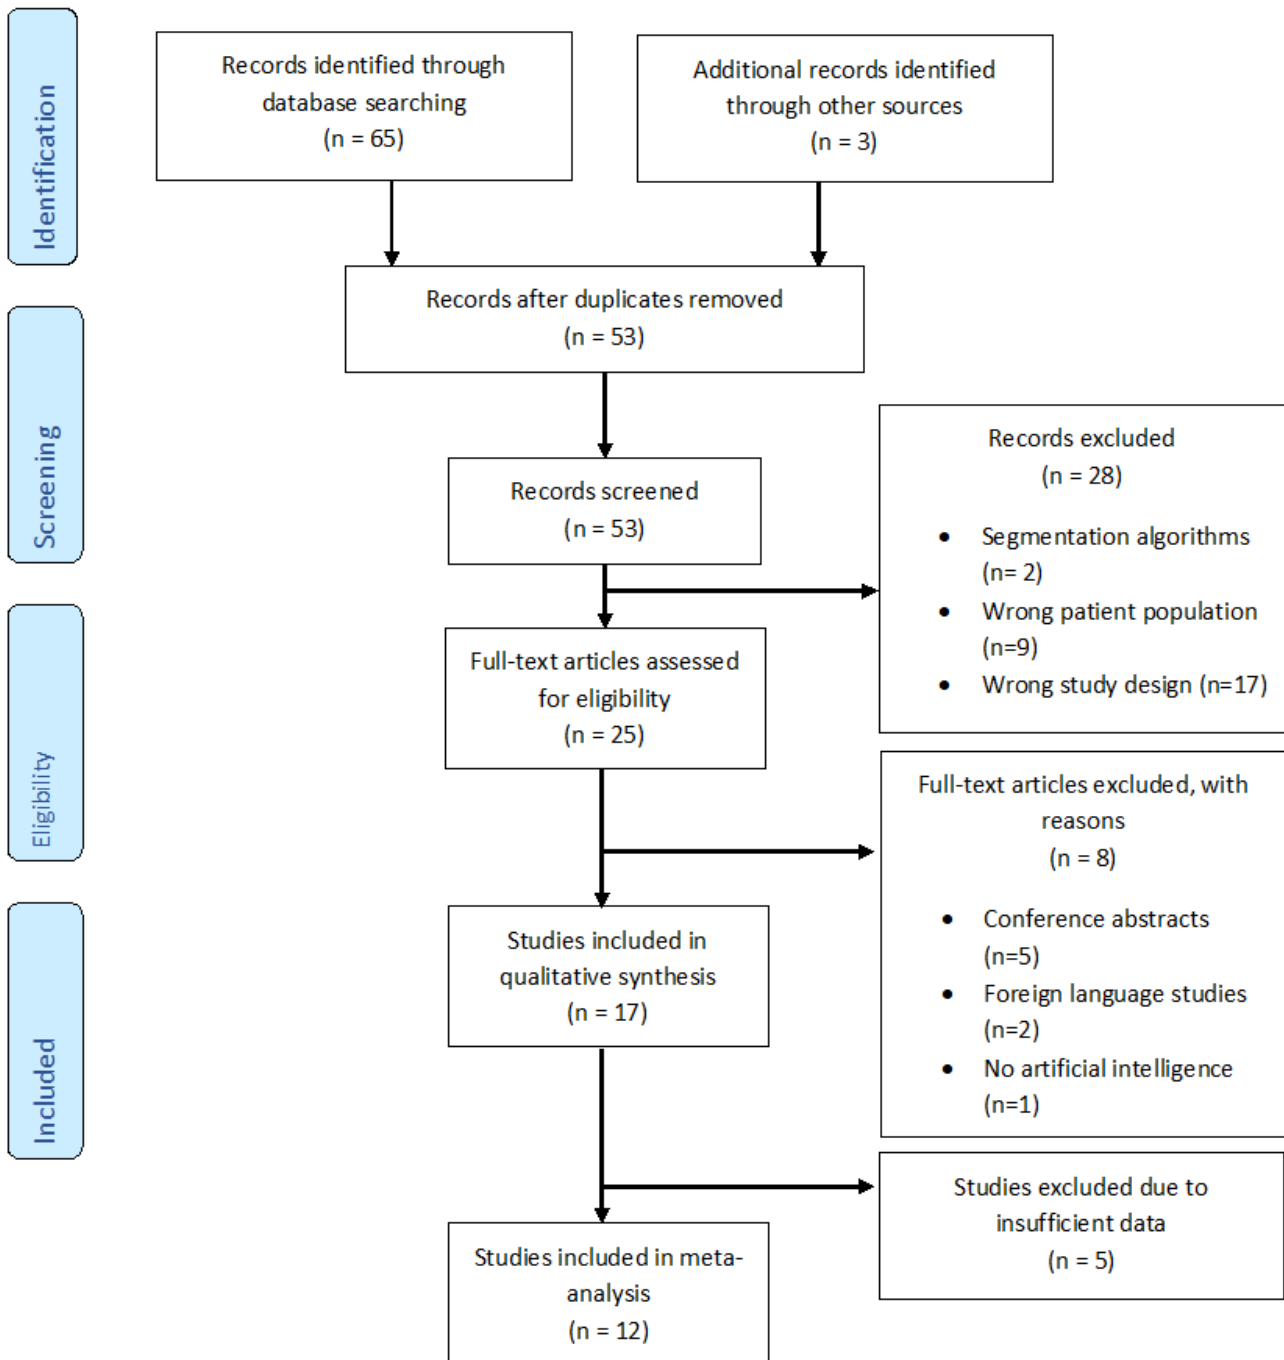 Identification
Records identified through
database searching
(n = 65)
Additional records identified
through other sources
(n = 3)
Records after duplicates removed
(n = 53)
Screening
Records screened
(n = 53)
Records excluded
(n = 28)
• Segmentation algorithms
(n= 2)
• Wrong patient population
(n=9)
• Wrong study design (n=17)
Eligibility
Full-text articles assessed
for eligibility
(n = 25)
Full-text articles excluded, with
reasons
(n = 8)
• Conference abstracts
(n=5)
• Foreign language studies
(n=2)
• No artificial intelligence
(n=1)
Included
Studies included in
qualitative synthesis
(n = 17)
Studies excluded due to
insufficient data
(n = 5)
Studies included in meta-
analysis
(n = 12)